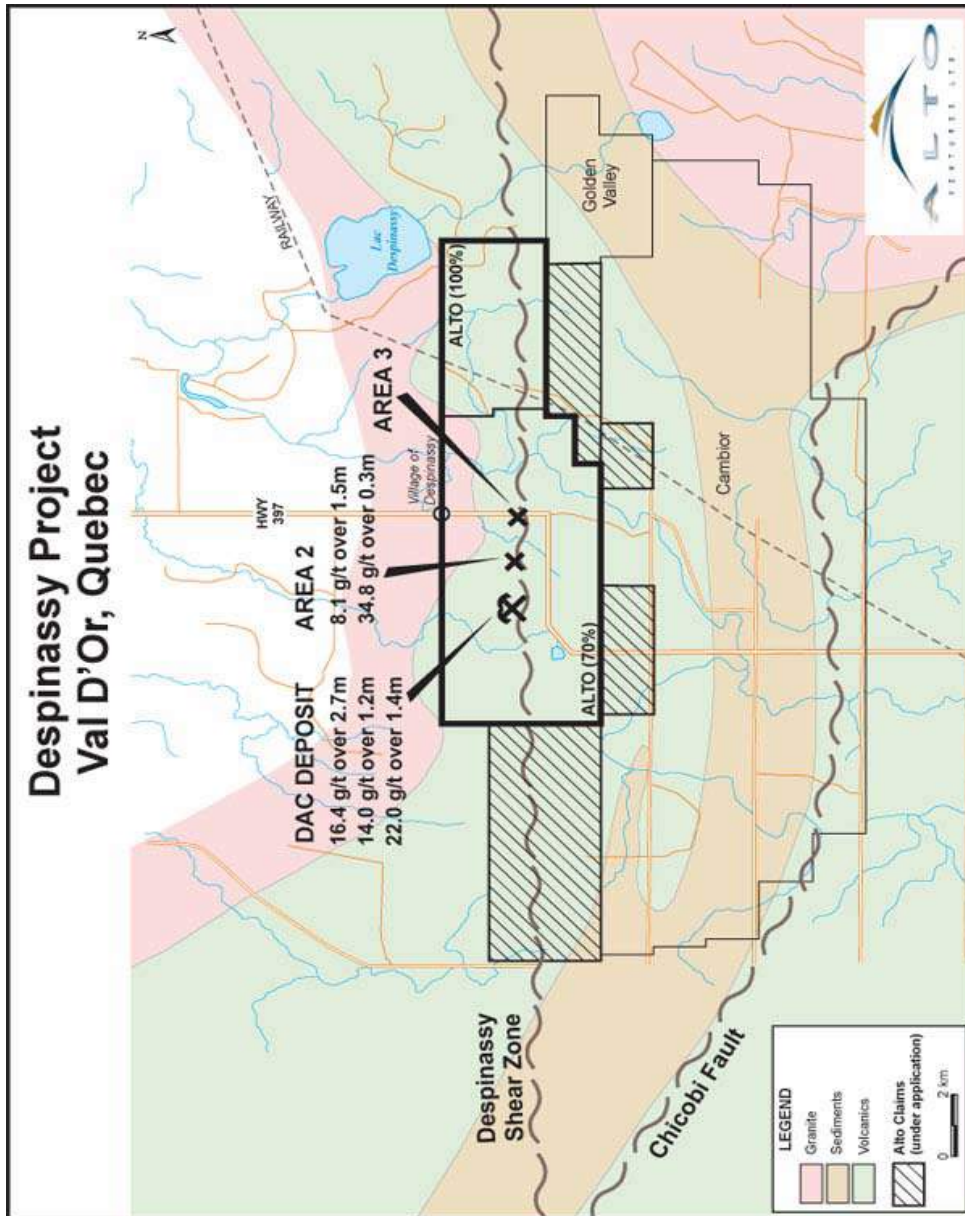 Despinassy Project
Val D'Or, Quebec
N
RAILWAY
HWY
397
Lac
Despinassy
DAC DEPOSIT
16.4 g/t over 2.7m
14.0 g/t over 1.2m
22.0 g/t over 1.4m
AREA 2
8.1 g/t over 1.5m
34.8 g/t over 0.3m
AREA 3
Village of
Despinassy
ALTO (100%)
ALTO (70%)
Golden
Valley
Despinassy
Shear Zone
Cambior
Chicobi Fault
LEGEND
Granite
Sediments
Volcanics
Alto Claims
(under application)
0 2 km
ALTO
VENTURES LTD.